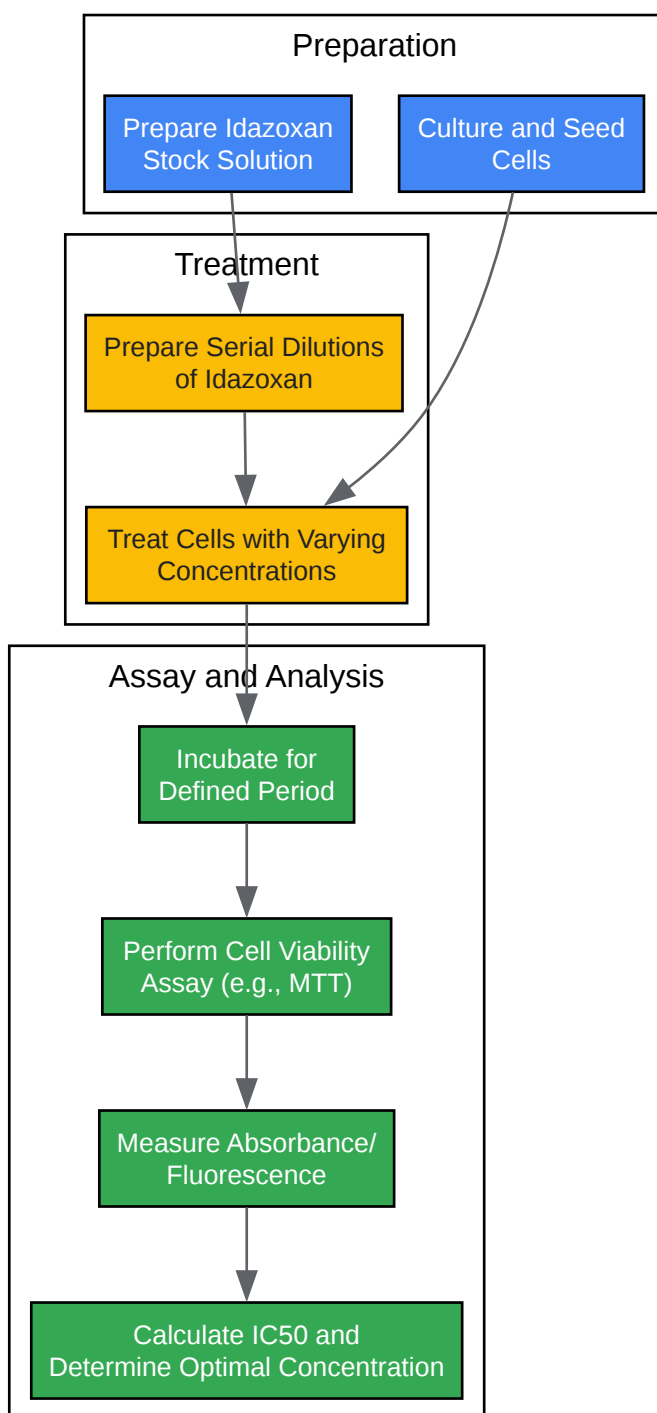 Preparation
Prepare Idazoxan
Stock Solution
Culture and Seed
Cells
Treatment
Prepare Serial Dilutions
of Idazoxan
Treat Cells with Varying
Concentrations
Assay and Analysis
Incubate for
Defined Period
Perform Cell Viability
Assay (e.g., MTT)
Measure Absorbance/
Fluorescence
Calculate IC50 and
Determine Optimal Concentration